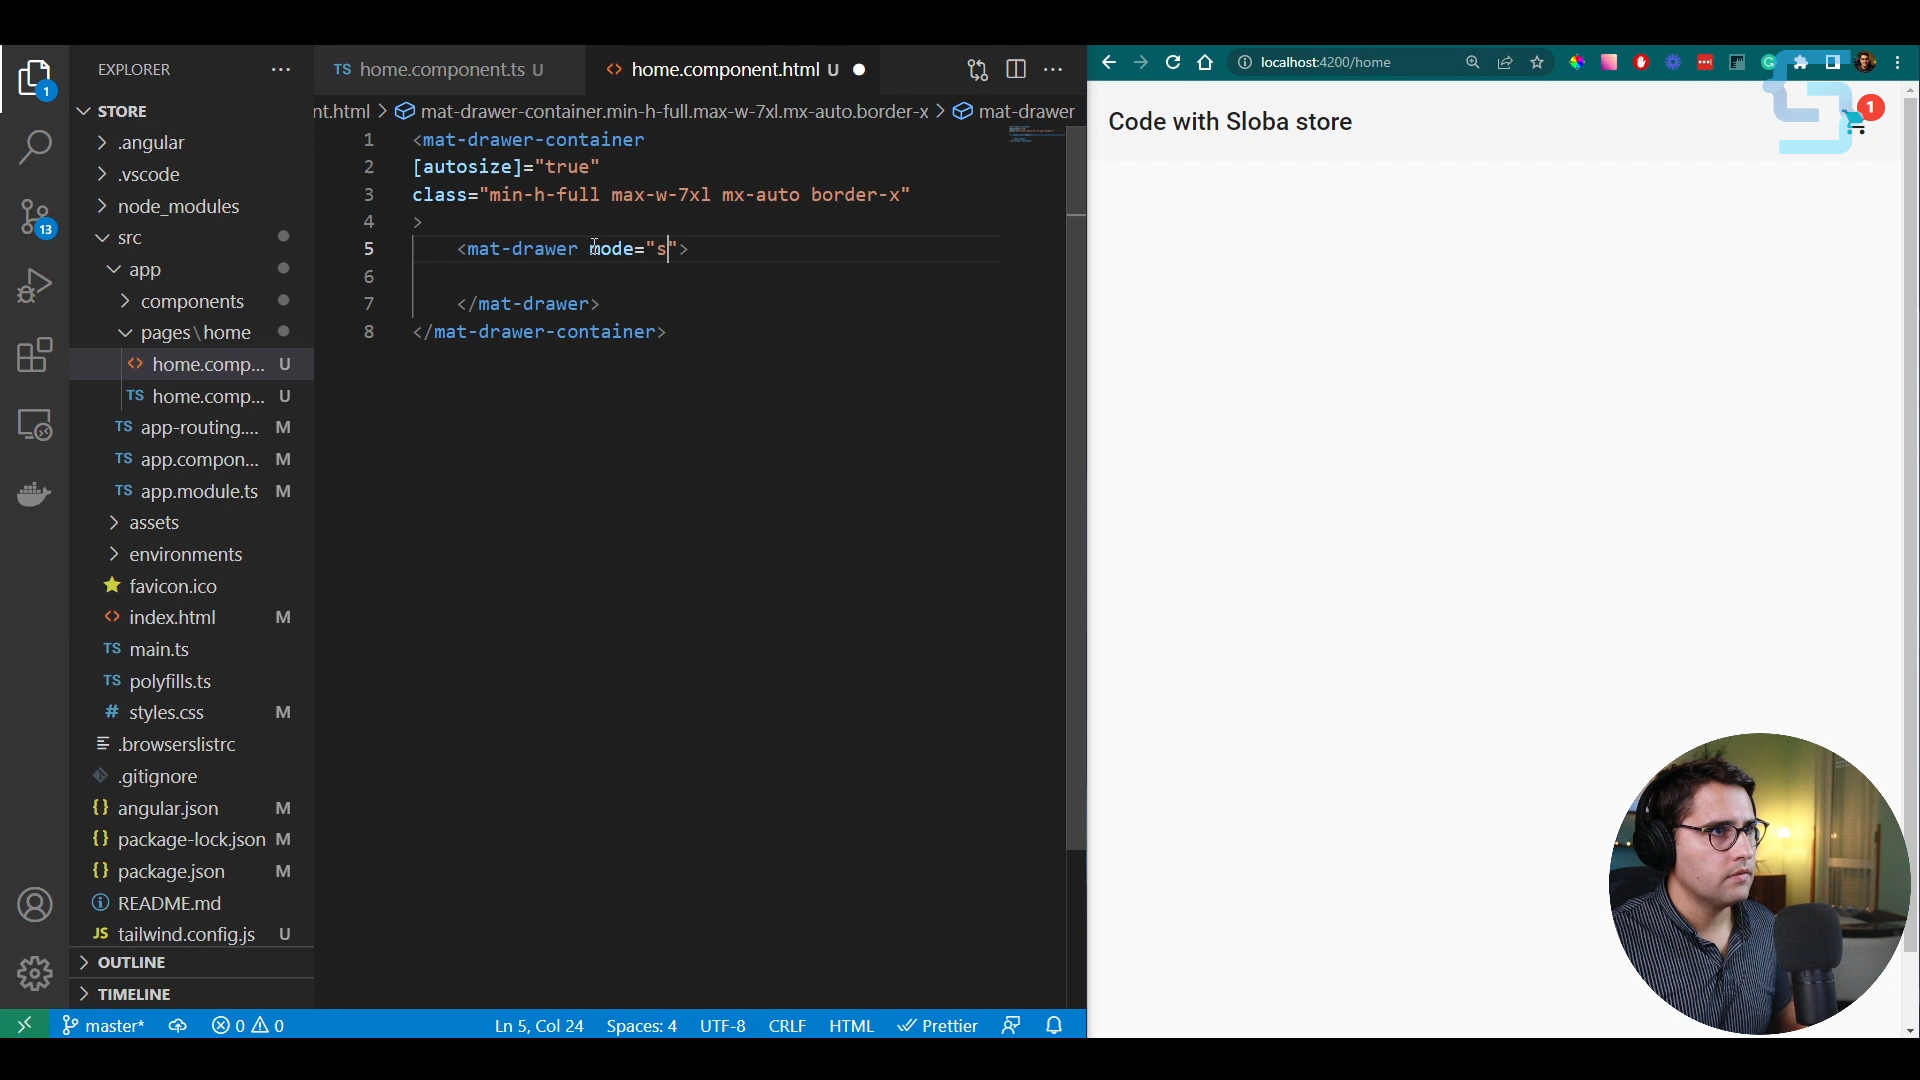 EXPLORER
STORE
.angular
.vscode
node_modules
src
app
components
pages\home
home.comp... U
home.comp... U
app-routing.... M
app.compon... M
app.module.ts M
assets
environments
favicon.ico
index.html M
main.ts
polyfills.ts
styles.css M
.browserslistrc
.gitignore
angular.json M
package-lock.json M
package.json M
README.md
tailwind.config.js U
OUTLINE
TIMELINE
1
13
TS home.component.ts U
home.component.html U
nt.html > mat-drawer-container.min-h-full.max-w-7xl.mx-auto.border-x > mat-drawer
1 <mat-drawer-container
2 [autosize]="true"
3 class="min-h-full max-w-7xl mx-auto border-x"
4 >
5 <mat-drawer mode="s">
6
7 </mat-drawer>
8 </mat-drawer-container>
master* 0 0 Ln 5, Col 24 Spaces: 4 UTF-8 CRLF HTML Prettier
localhost:4200/home
Code with Sloba store
1